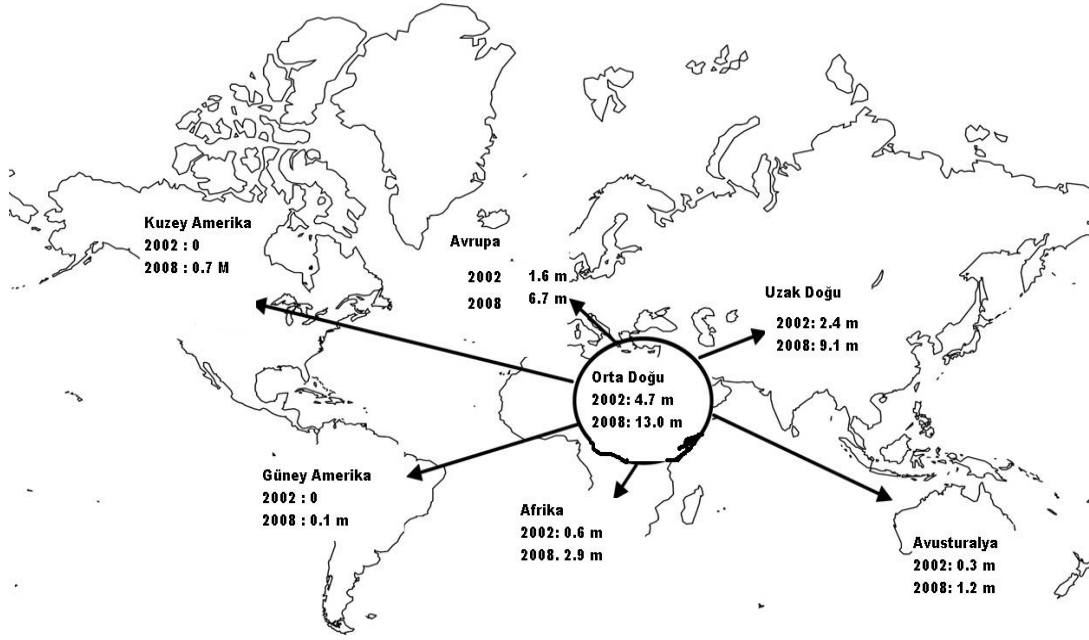 Kuzey Amerika
2002 : 0
2008 : 0.7 M
Avrupa
2002 1.6 m
2008 6.7 m
Uzak Doğu
2002: 2.4 m
2008: 9.1 m
Orta Doğu
2002: 4.7 m
2008: 13.0 m
Güney Amerika
2002 : 0
2008 : 0.1 m
Afrika
2002: 0.6 m
2008. 2.9 m
Avusturalya
2002: 0.3 m
2008: 1.2 m